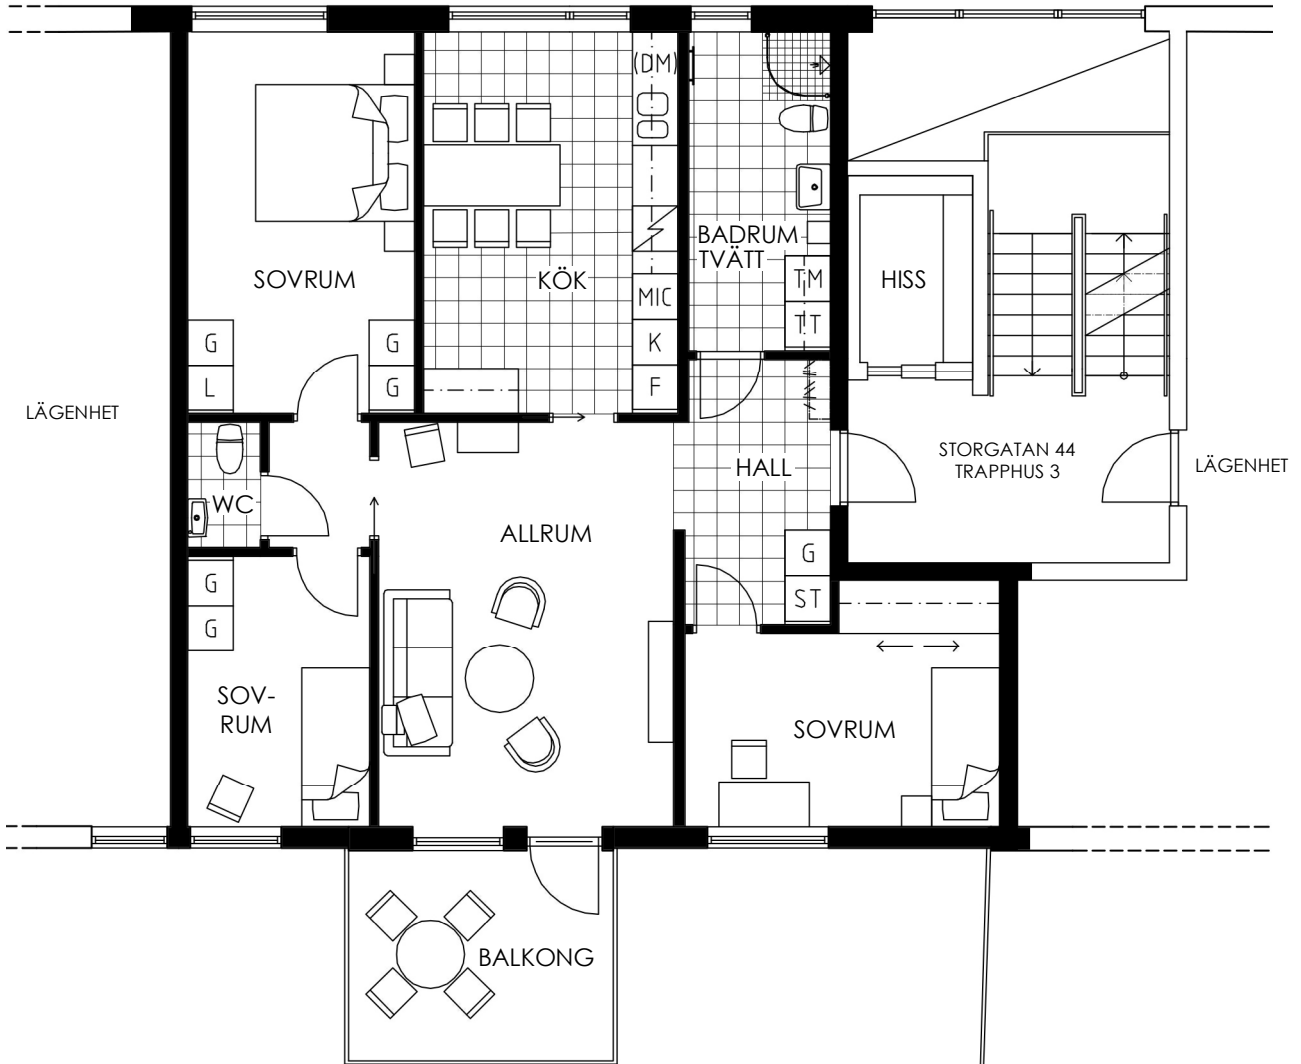 (DM)
BADRUM
TVÄTT
SOVRUM
KÖK
HISS
TM
MIC
TT
G
G
K
L
G
F
LÄGENHET
STORGATAN 44
TRAPPHUS 3
LÄGENHET
HALL
WC
ALLRUM
G
G
ST
G
SOV-
RUM
SOVRUM
BALKONG